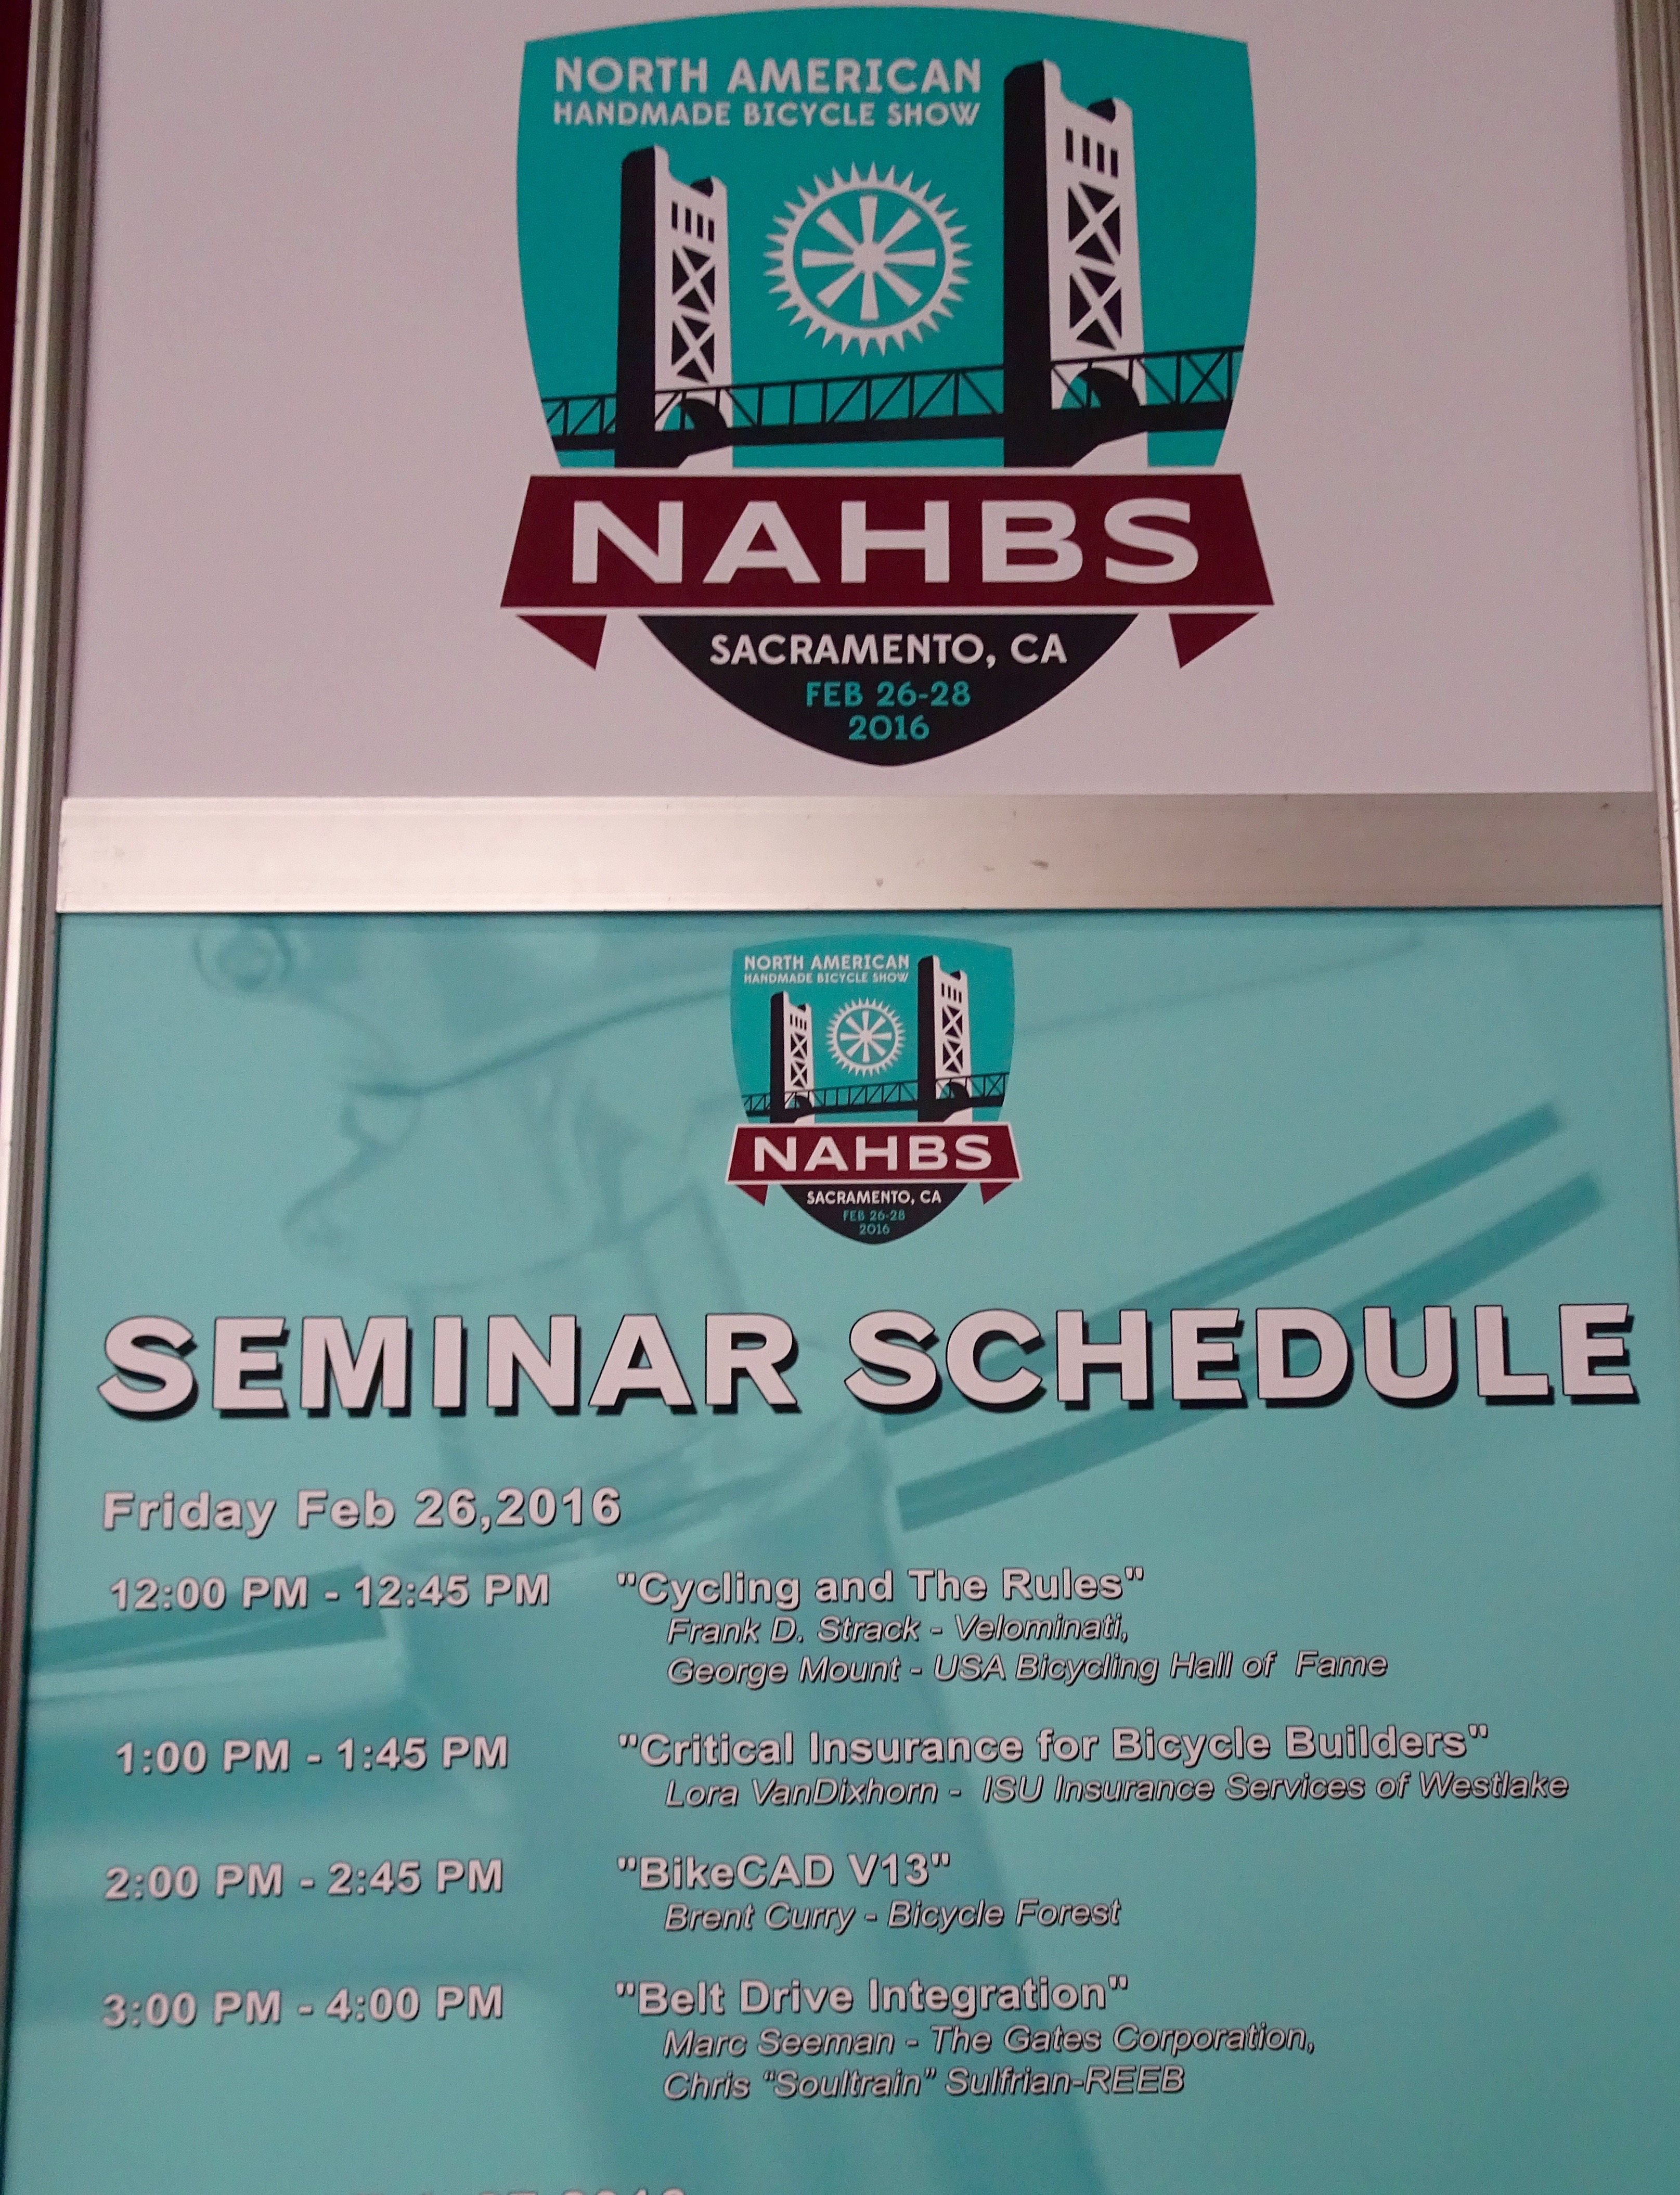 NORTH AMERICAN
HANDMADE BICYCLE SHOW
NAHBS
SACRAMENTO, CA
FEB 26-28
2016
NORTH AMERICAN
HANDMADE BICYCLE SHOW
NAHBS
SACRAMENTO, CA
FEB 26-28
2016
SEMINAR SCHEDULE
Friday Feb 26,2016
12:00 PM - 12:45 PM "Cycling and The Rules"
Frank D. Strack - Velominati,
George Mount - USA Bicycling Hall of Fame
1:00 PM - 1:45 PM "Critical Insurance for Bicycle Builders"
Lora VanDixhorn - ISU Insurance Services of Westlake
2:00 PM - 2:45 PM "BikeCAD V13"
Brent Curry - Bicycle Forest
3:00 PM - 4:00 PM "Belt Drive Integration"
Marc Seeman - The Gates Corporation,
Chris "Soultrain" Sulfrian-REEB